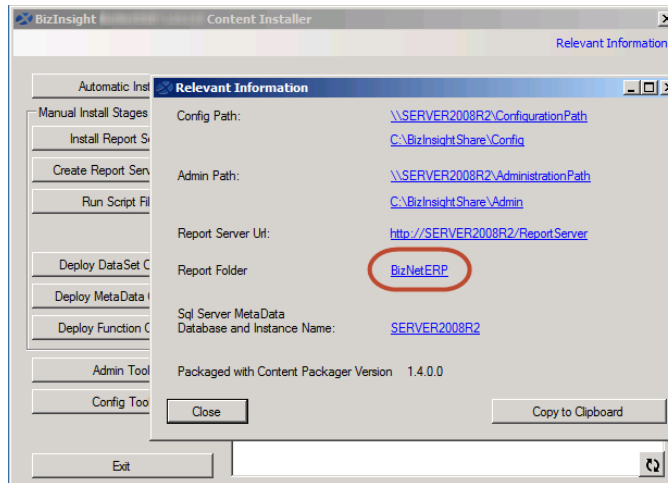 BizInsight Content Installer
Relevant Information
Automatic Inst
Manual Install Stages
Install Report S
Create Report Serv
Run Script Fil
Deploy DataSet C
Deploy MetaData
Deploy Function C
Admin Tool
Config Tool
Exit
Relevant Information
Config Path: \\SERVER2008R2\ConfigurationPath
C:\BizInsightShare\Config
Admin Path: \\SERVER2008R2\AdministrationPath
C:\BizInsightShare\Admin
Report Server Url: http://SERVER2008R2/ReportServer
Report Folder BizNetERP
Sql Server MetaData
Database and Instance Name: SERVER2008R2
Packaged with Content Packager Version 1.4.0.0
Close Copy to Clipboard